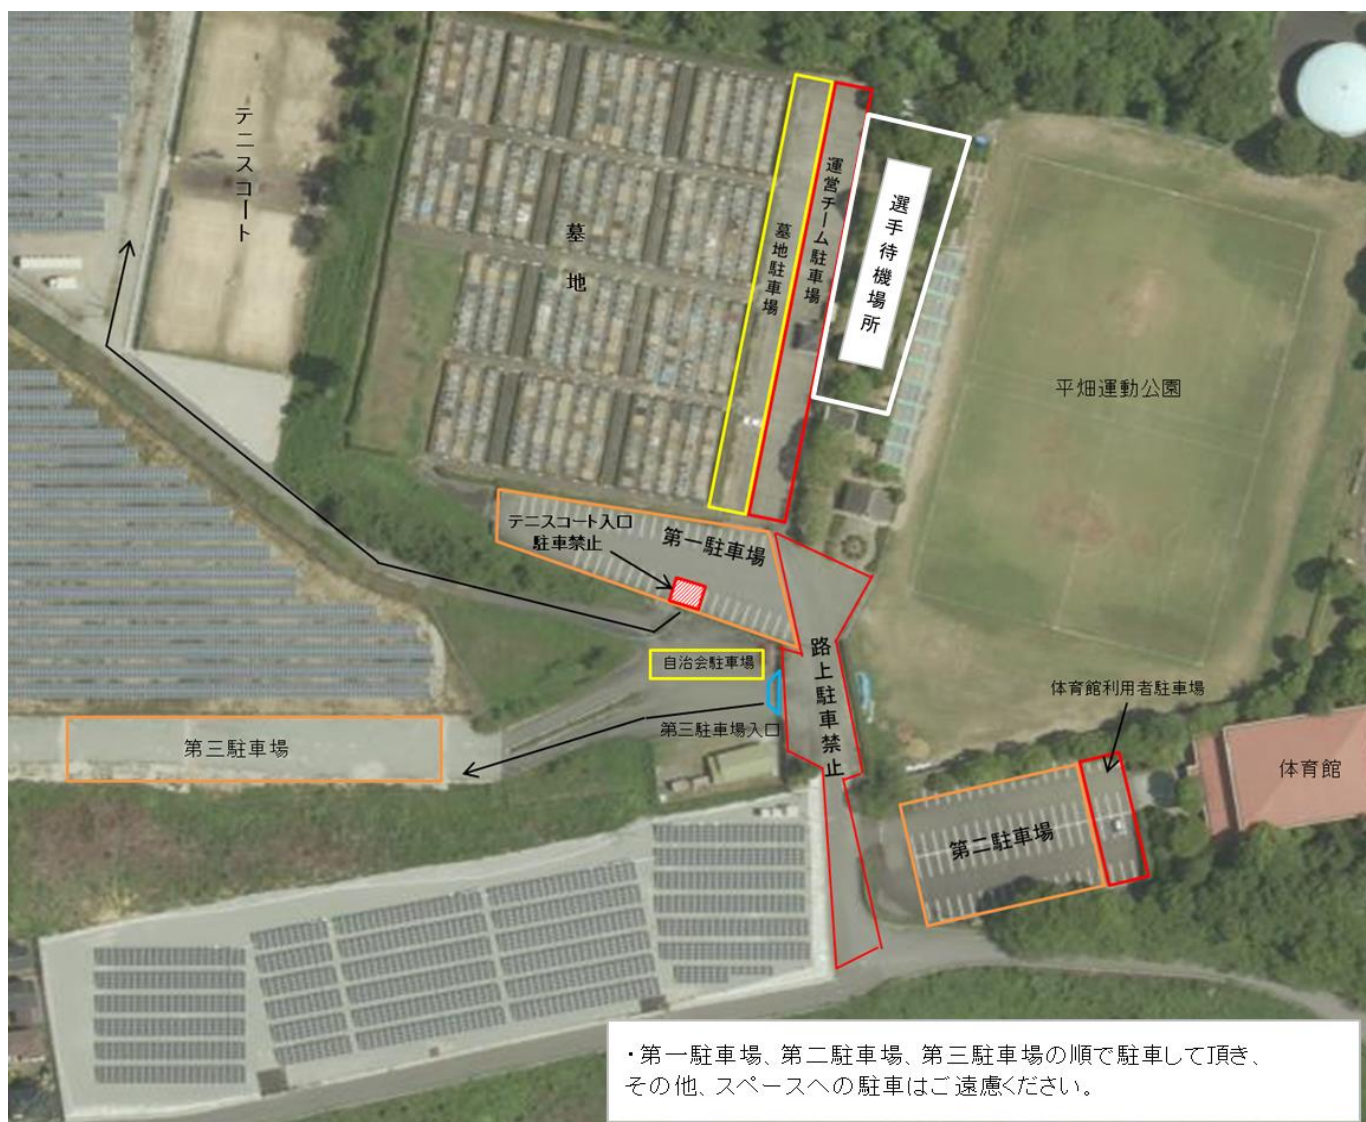 テニスコート
墓地
墓地駐車場
運営チーム駐車場
選手待機場所
平畑運動公園
テニスコート入口
駐車禁止
第一駐車場
自治会駐車場
路上駐車禁止
第三駐車場入口
第三駐車場
体育館利用者駐車場
体育館
第二駐車場
・第一駐車場、第二駐車場、第三駐車場の順で駐車して頂き、
その他、スペースへの駐車はご遠慮ください。